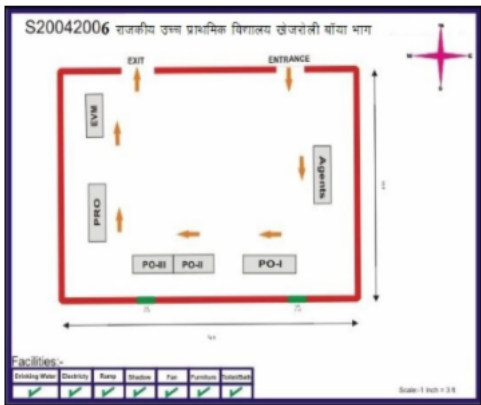 S20042006 राजकीय उच्च प्राथमिक विद्यालय खेजरोली बाँया भाग
N
EXIT
ENTRANCE
EVM
Agents
PRO
PO-III PO-II PO-I
Facilities:-
Drinking Water Electricty Ramp Shadow Fan Furniture Toilet/Bath
Scale:-1 inch = 3 ft